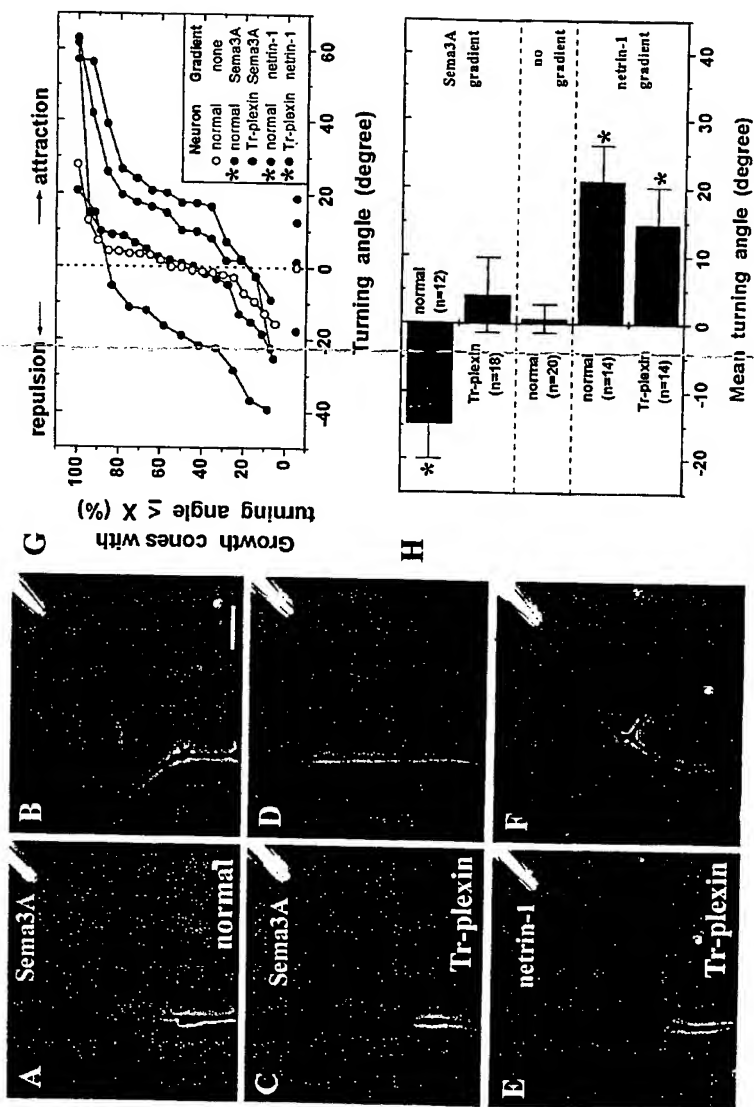 A
Sema3A
normal
B
C
Sema3A
Tr-plexin
D
E
netrin-1
Tr-plexin
F
G
repulsion
attraction
Growth cones with
turning angle ≤ X (%)
100
80
60
40
20
0
-40
-20
0
20
40
60
Turning angle (degree)
Neuron Gradient
normal none
* normal Sema3A
Tr-plexin Sema3A
* normal netrin-1
* Tr-plexin netrin-1
H
normal
(n=12)
Tr-plexin
(n=18)
normal
(n=20)
normal
(n=14)
Tr-plexin
(n=14)
*
*
*
Sema3A
gradient
no
gradient
netrin-1
gradient
-20
-10
0
10
20
30
40
Mean turning angle (degree)